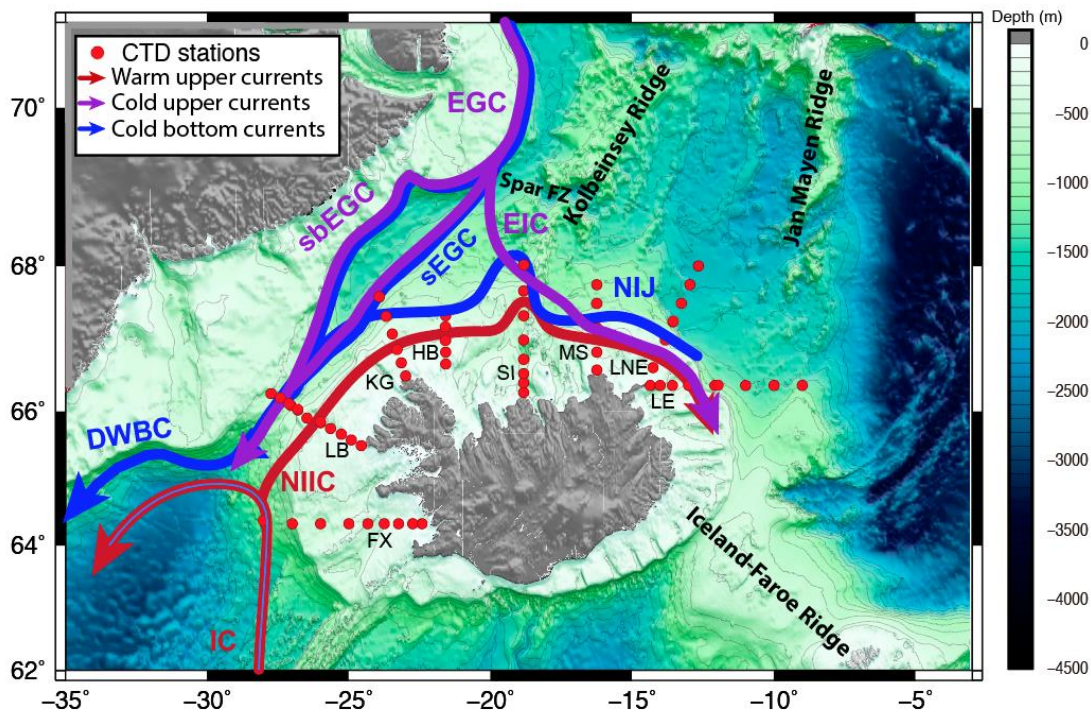 CTD stations
Warm upper currents
Cold upper currents
Cold bottom currents
Depth (m)
0
−500
−1000
−1500
−2000
−2500
−3000
−3500
−4000
−4500
70°
68°
66°
64°
62°
−35°
−30°
−25°
−20°
−15°
−10°
−5°
EGC
Spar FZ
Kolbeinsey Ridge
Jan Mayen Ridge
sbEGC
sEGC
EIC
NIJ
HB
KG
SI
MS
LNE
LE
DWBC
LB
NIIC
FX
IC
Iceland-Faroe Ridge